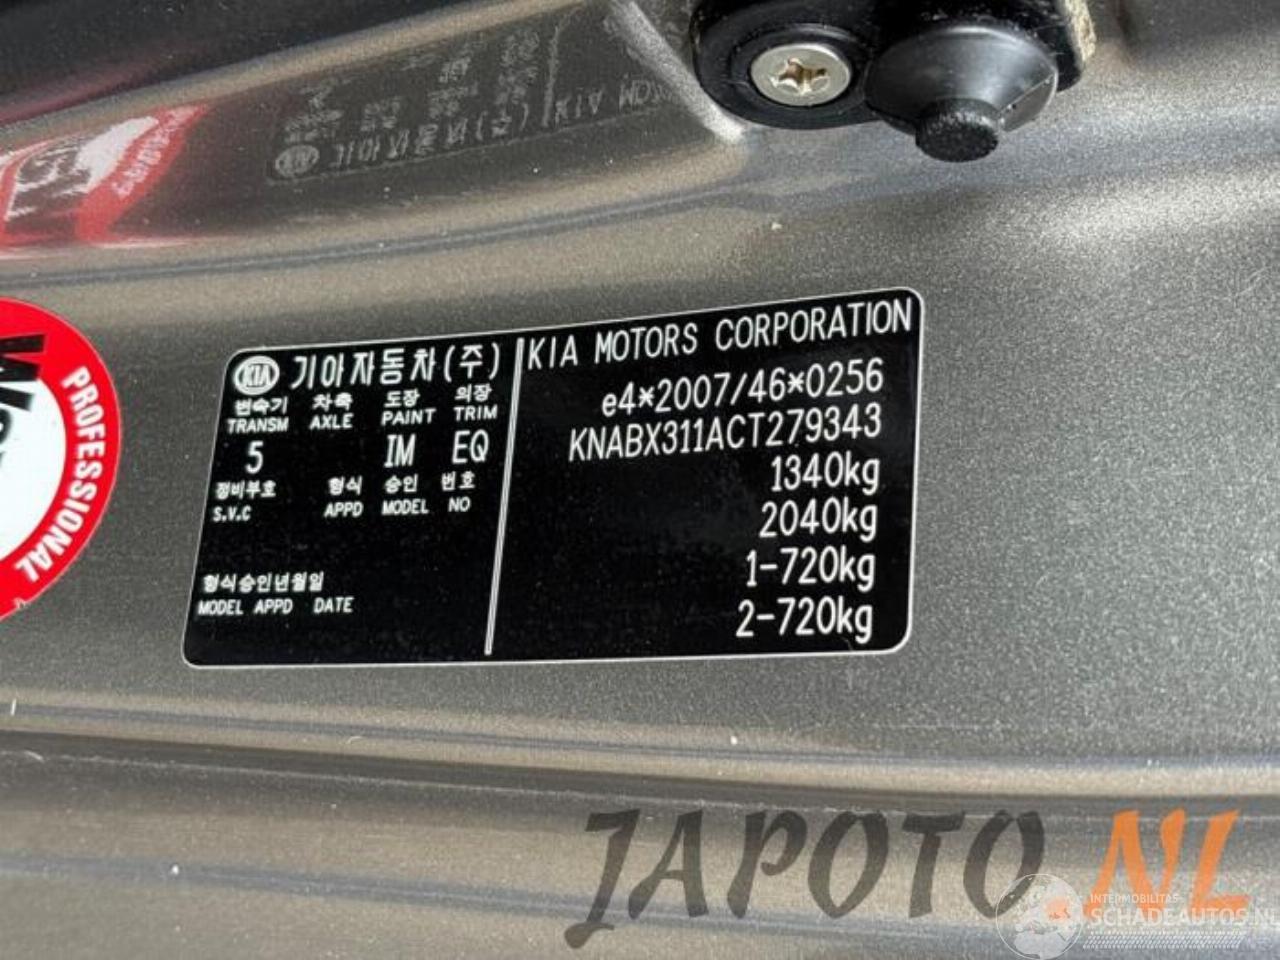 KIA 기아자동차(주)
변속기 차축 도장 의장
TRANSM AXLE PAINT TRIM
5 IM EQ
정비부호 형식 승인 번호
S.V.C APPD MODEL NO
형식승인년월일
MODEL APPD DATE
KIA MOTORS CORPORATION
e4*2007/46*0256
KNABX311ACT279343
1340kg
2040kg
1-720kg
2-720kg
PROFESSIONAL
JAPOTO.NL
INTERMOBILITAS
SCHADEAUTOS.NL